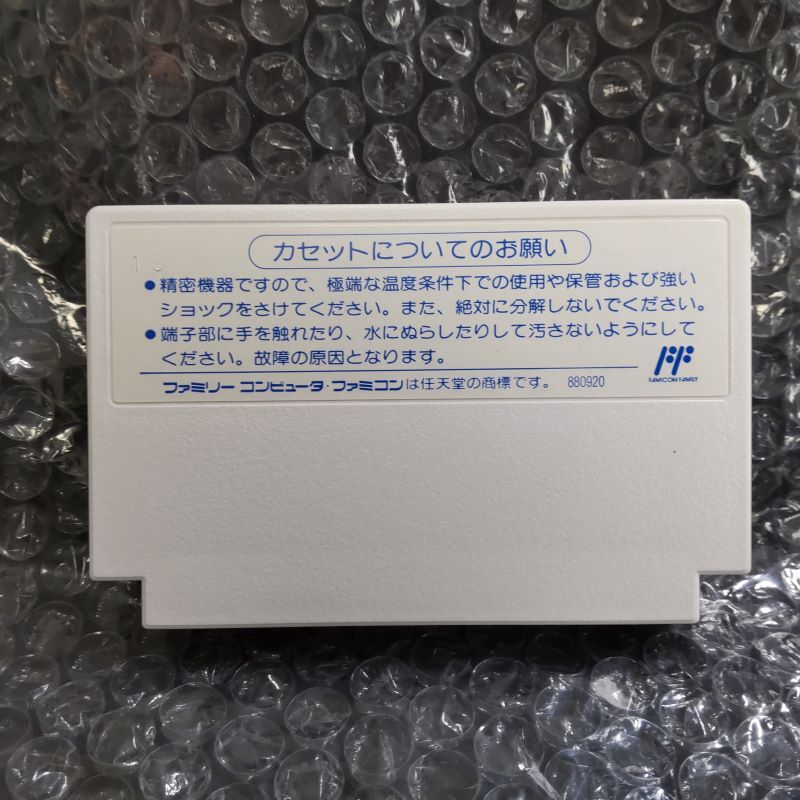 カセットについてのお願い
●精密機器ですので、極端な温度条件下での使用や保管および強い
ショックをさけてください。また、絶対に分解しないでください。
●端子部に手を触れたり、水にぬらしたりして汚さないようにして
ください。故障の原因となります。
FAMICOM FAMILY
ファミリー コンピュータ・ファミコンは任天堂の商標です。 880920